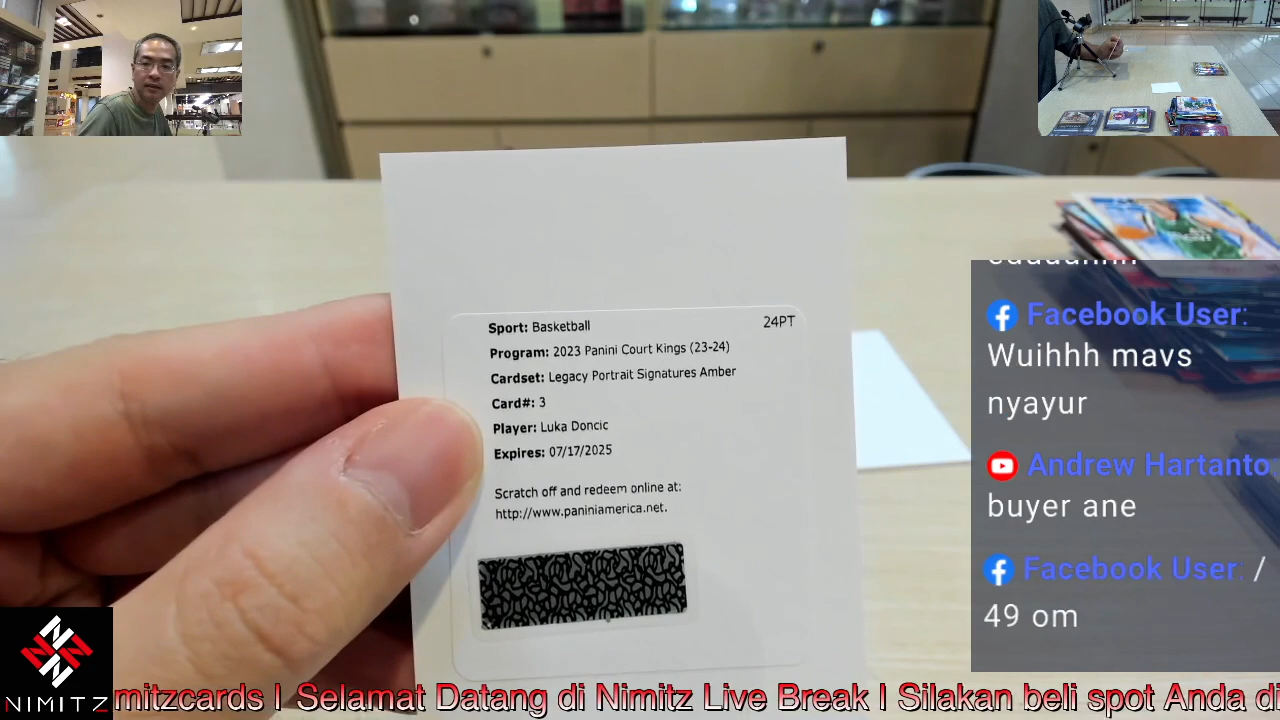 Sport: Basketball
24PT
Program: 2023 Panini Court Kings (23-24)
Cardset: Legacy Portrait Signatures Amber
Card#: 3
Player: Luka Doncic
Expires: 07/17/2025
Scratch off and redeem online at:
http://www.paniniamerica.net.
Facebook User:
Wuihhh mavs
nyayur
Andrew Hartanto
buyer ane
Facebook User: /
49 om
NIMITZ
mitzcards I Selamat Datang di Nimitz Live Break I Silakan beli spot Anda di